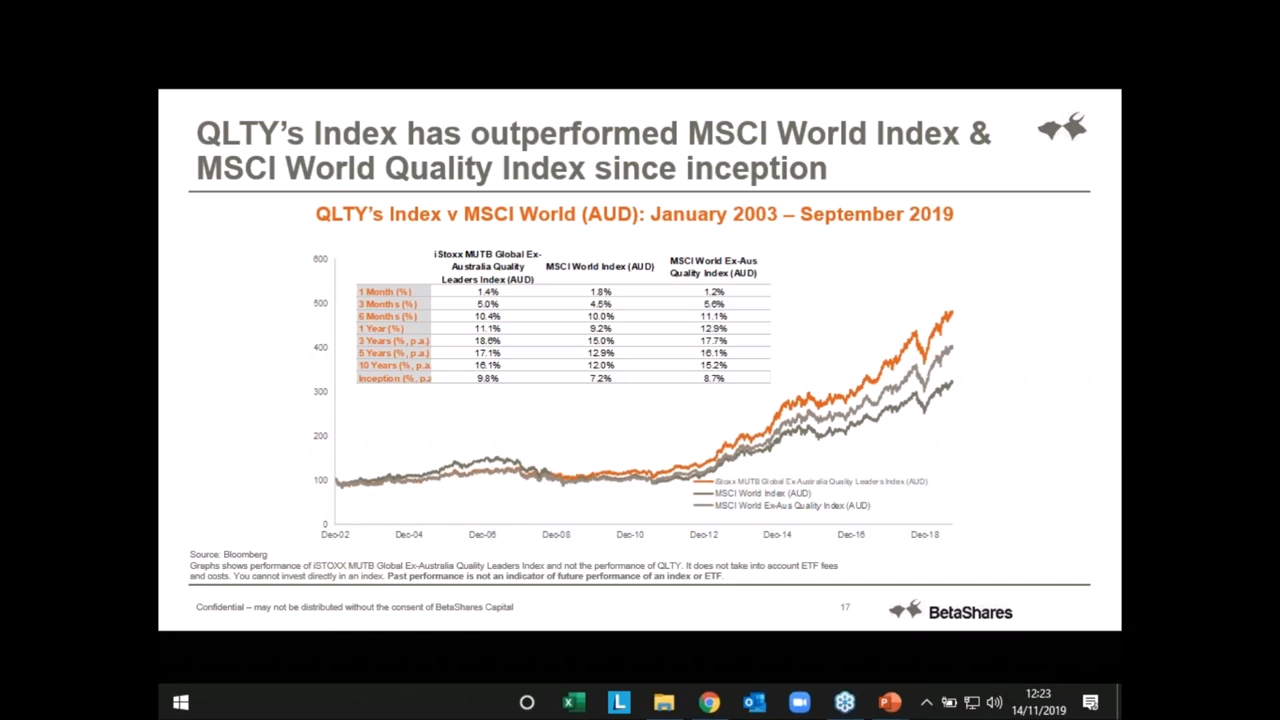 QLTY's Index has outperformed MSCI World Index &
MSCI World Quality Index since inception
QLTY's Index v MSCI World (AUD): January 2003 – September 2019
iStoxx MUTB Global Ex-
Australia Quality
Leaders Index (AUD)
MSCI World Index (AUD)
MSCI World Ex-Aus
Quality Index (AUD)
1 Month (%) 1.4% 1.8% 1.2%
3 Months (%) 5.0% 4.5% 5.6%
6 Months (%) 10.4% 10.0% 11.1%
1 Year (%) 11.1% 9.2% 12.9%
3 Years (%, p.a.) 18.6% 15.0% 17.7%
5 Years (%, p.a.) 17.1% 12.9% 16.1%
10 Years (%, p.a. 16.1% 12.0% 15.2%
Inception (%, p.a 9.8% 7.2% 8.7%
600
500
400
300
200
100
0
Dec-02 Dec-04 Dec-06 Dec-08 Dec-10 Dec-12 Dec-14 Dec-16 Dec-18
iStoxx MUTB Global Ex-Australia Quality Leaders Index (AUD)
MSCI World Index (AUD)
MSCI World Ex-Aus Quality Index (AUD)
Source: Bloomberg
Graphs shows performance of iSTOXX MUTB Global Ex-Australia Quality Leaders Index and not the performance of QLTY. It does not take into account ETF fees
and costs. You cannot invest directly in an index. Past performance is not an indicator of future performance of an index or ETF.
Confidential – may not be distributed without the consent of BetaShares Capital
17
BetaShares
12:23
14/11/2019